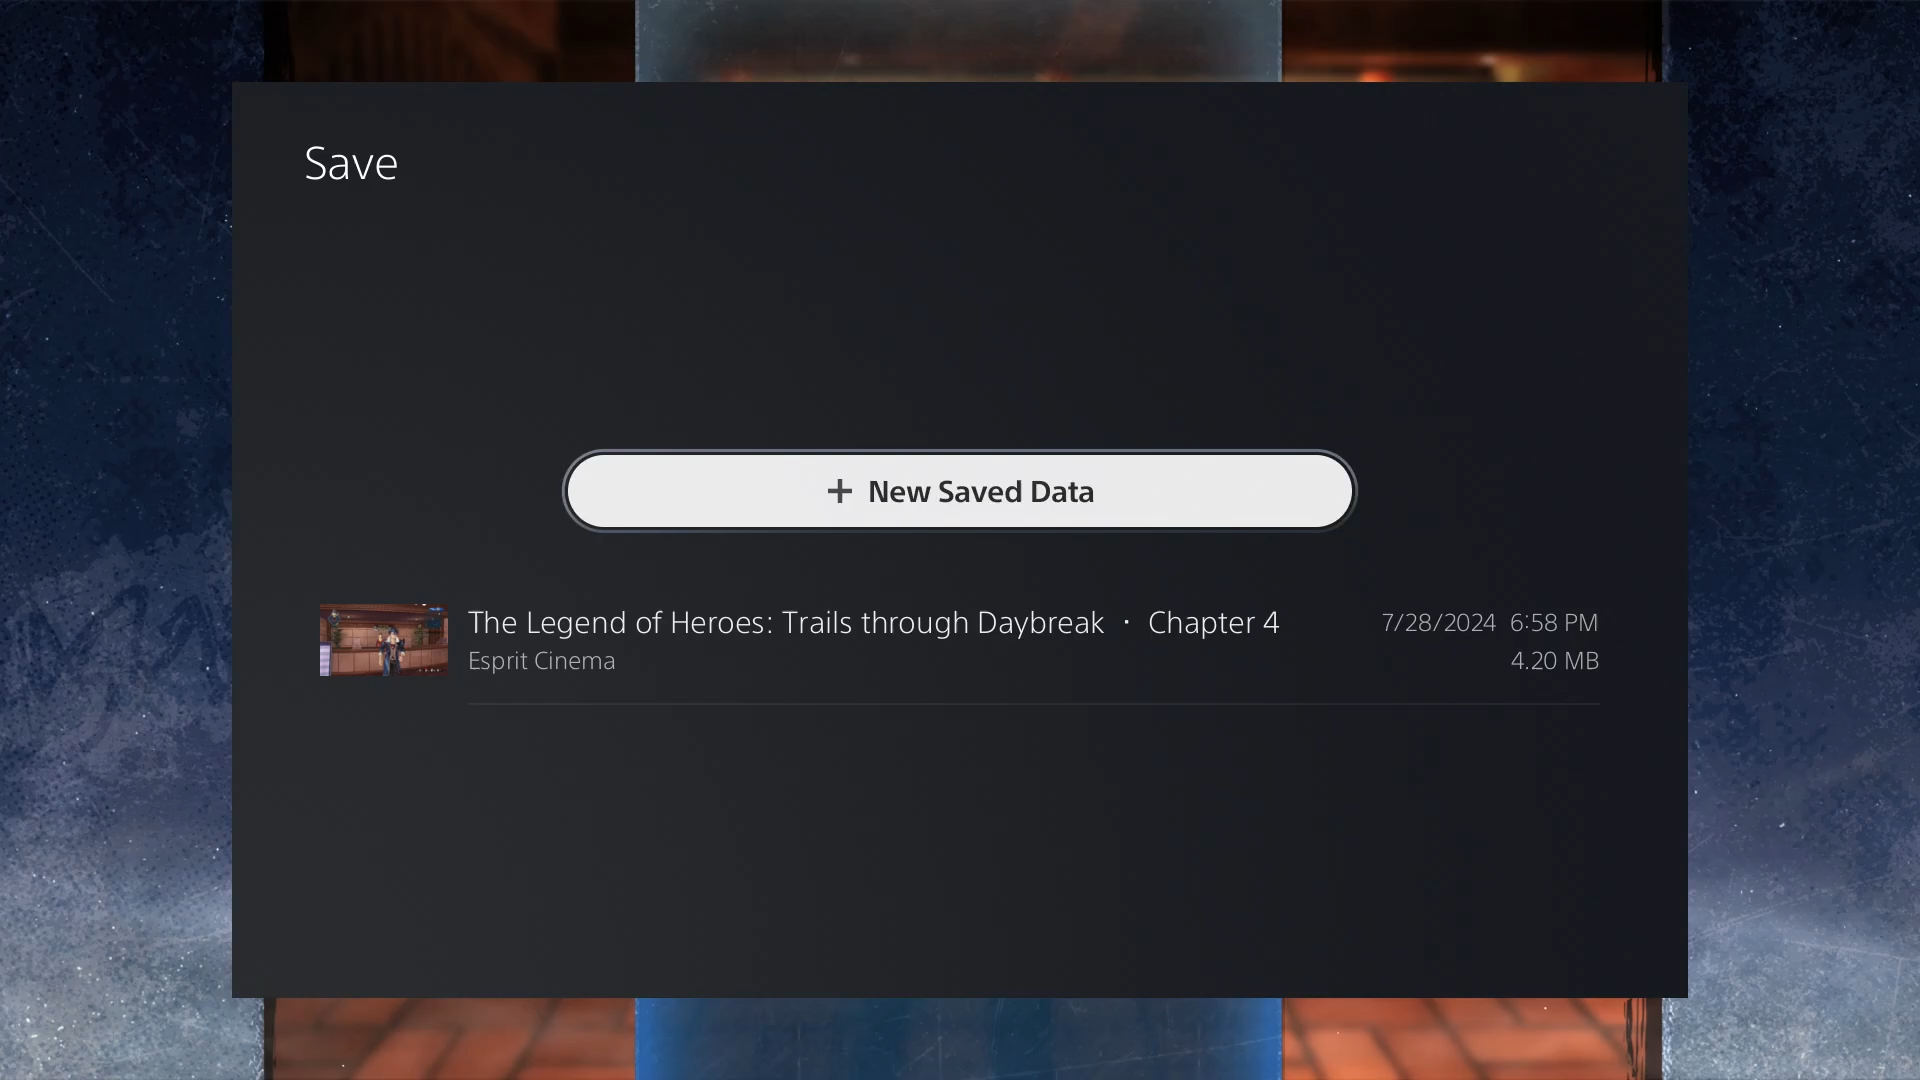 Save
+ New Saved Data
The Legend of Heroes: Trails through Daybreak · Chapter 4
7/28/2024 6:58 PM
Esprit Cinema
4.20 MB